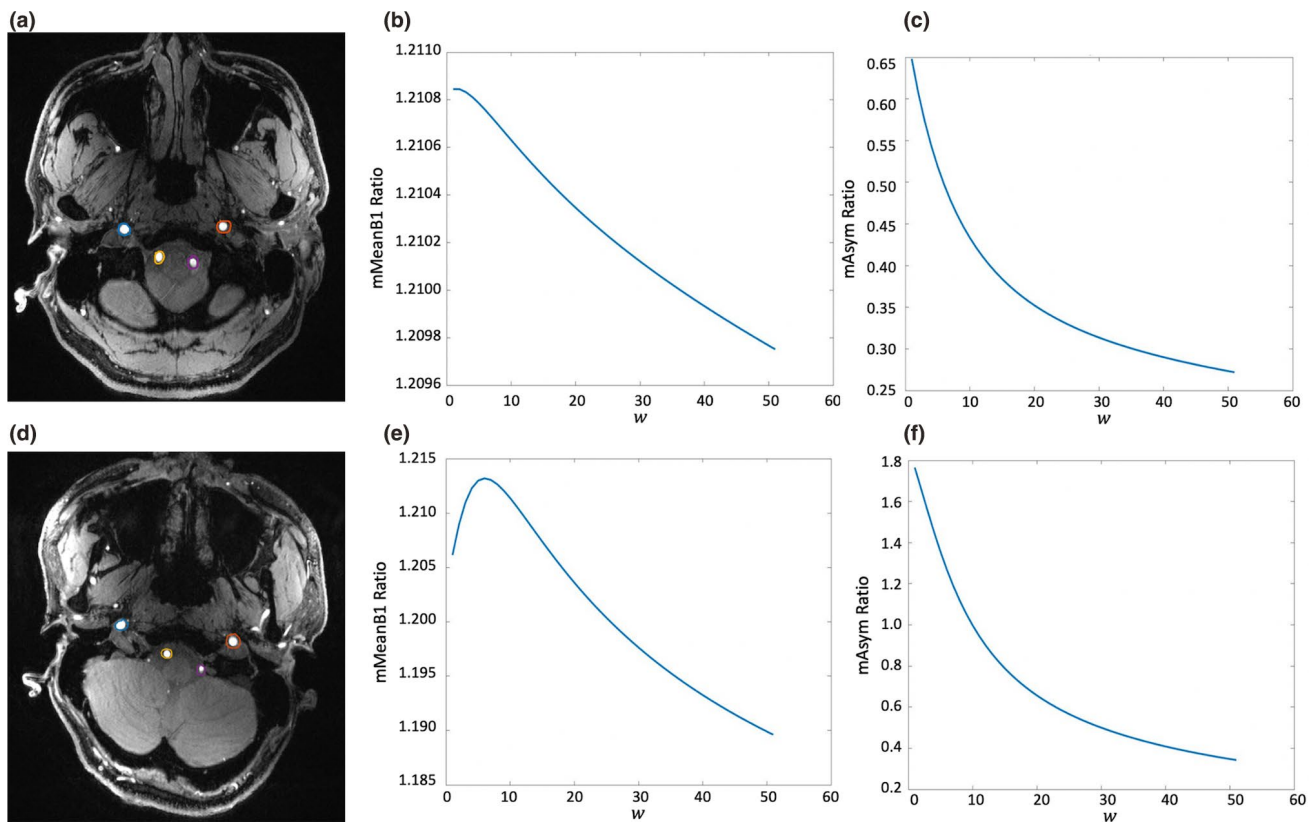 (a)
(b)
(c)
1.2110
1.2108
1.2106
1.2104
1.2102
1.2100
1.2098
1.2096
mMeanB1 Ratio
0 10 20 30 40 50 60
w
0.65
0.60
0.50
0.45
0.40
0.35
0.30
0.25
mAsym Ratio
0 10 20 30 40 50 60
w
(d)
(e)
(f)
1.215
1.210
1.205
1.200
1.195
1.190
1.185
mMeanB1 Ratio
0 10 20 30 40 50 60
w
1.8
1.6
1.4
1.2
1.0
0.8
0.6
0.4
0.2
mAsym Ratio
0 10 20 30 40 50 60
w